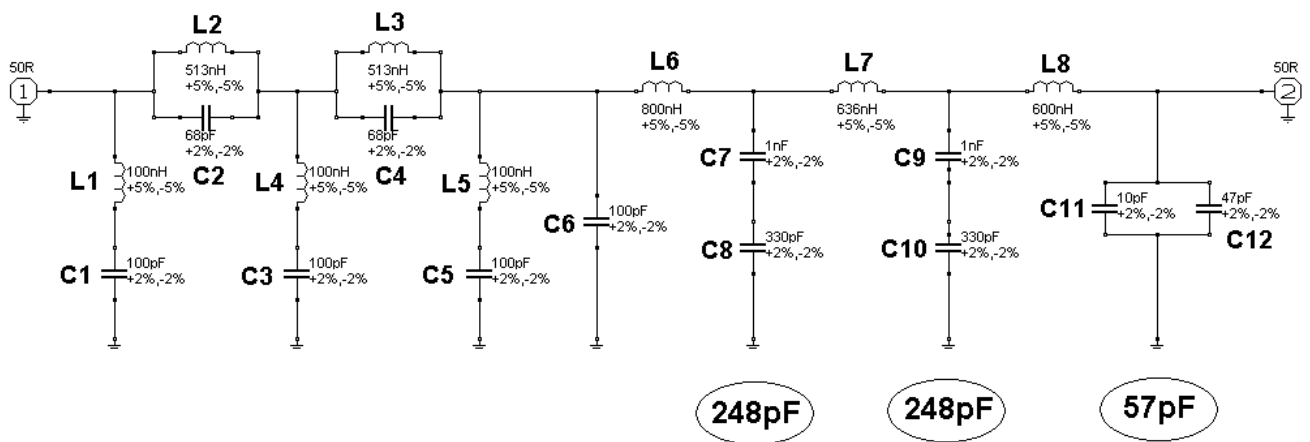 L2
L3
50R
1
513nH
+5%,-5%
68pF
+2%,-2%
C2
513nH
+5%,-5%
68pF
+2%,-2%
C4
L6
800nH
+5%,-5%
L7
636nH
+5%,-5%
L8
600nH
+5%,-5%
50R
2
L1
100nH
+5%,-5%
C1
100pF
+2%,-2%
L4
100nH
+5%,-5%
C3
100pF
+2%,-2%
L5
100nH
+5%,-5%
C5
100pF
+2%,-2%
C6
100pF
+2%,-2%
C7
1nF
+2%,-2%
C8
330pF
+2%,-2%
C9
1nF
+2%,-2%
C10
330pF
+2%,-2%
C11
10pF
+2%,-2%
47pF
+2%,-2%
C12
248pF
248pF
57pF